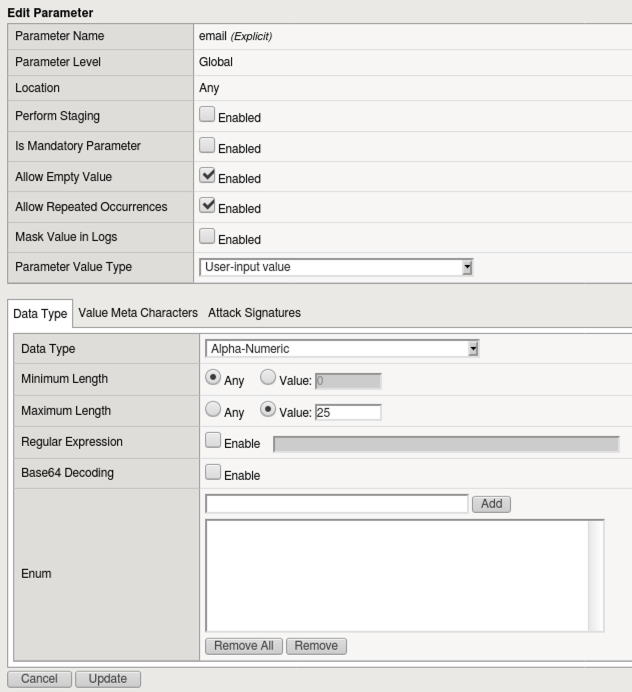 Edit Parameter
Parameter Name email (Explicit)
Parameter Level Global
Location Any
Perform Staging Enabled
Is Mandatory Parameter Enabled
Allow Empty Value Enabled
Allow Repeated Occurrences Enabled
Mask Value in Logs Enabled
Parameter Value Type User-input value
Data Type Value Meta Characters Attack Signatures
Data Type Alpha-Numeric
Minimum Length Any Value: 0
Maximum Length Any Value: 25
Regular Expression Enable
Base64 Decoding Enable
Add
Enum
Remove All Remove
Cancel Update